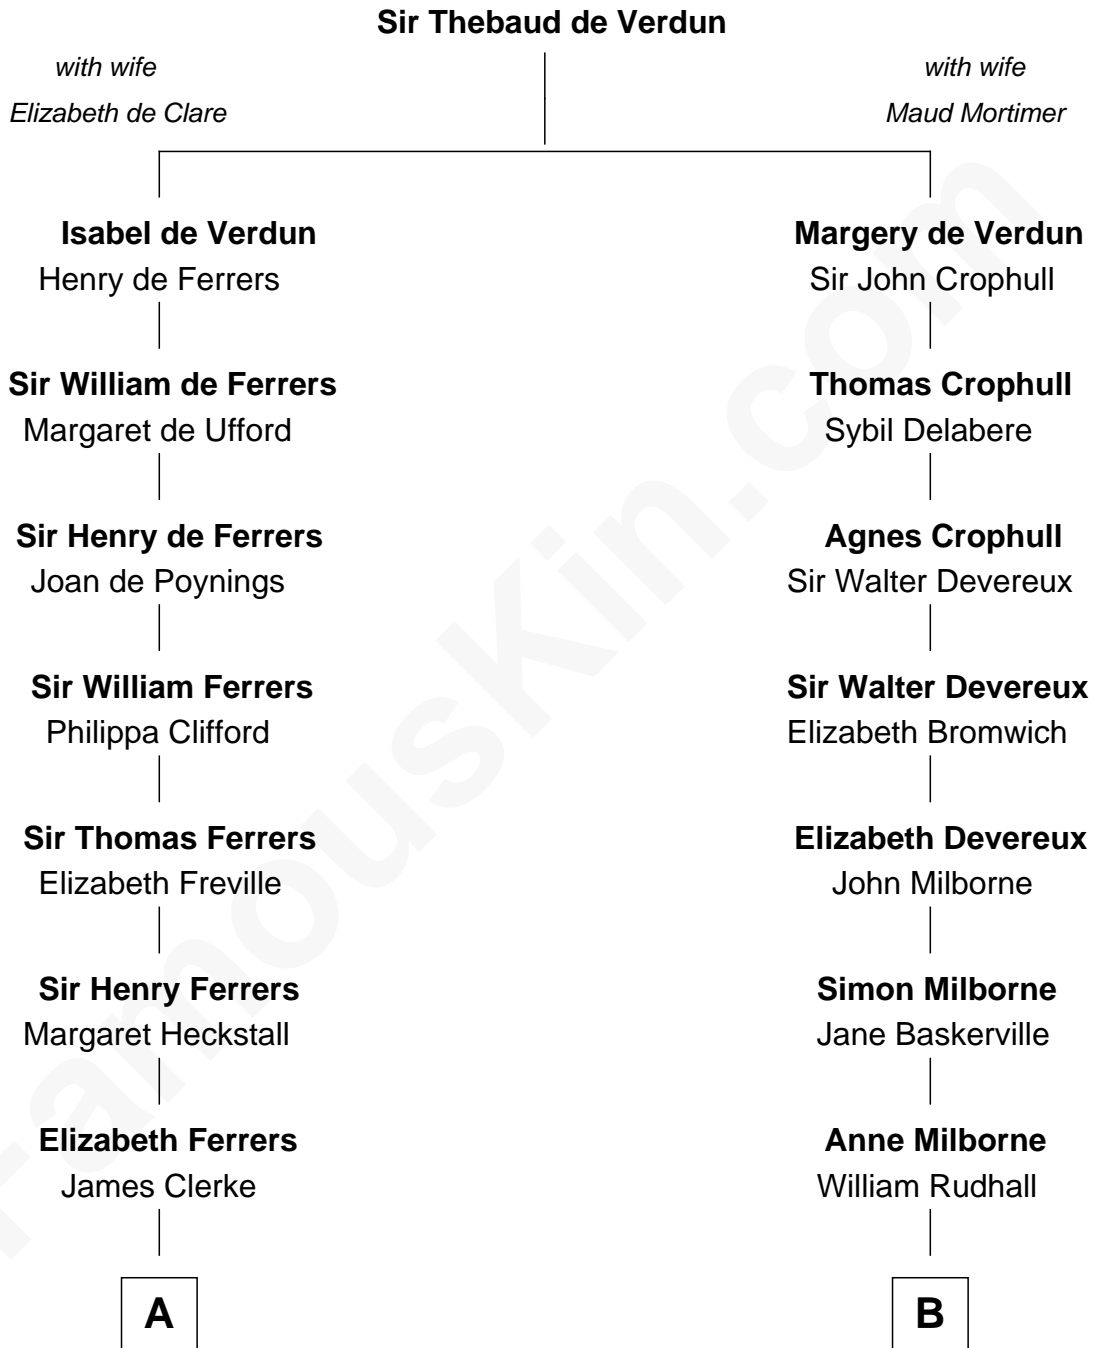 Sir Thebaud de Verdun
with wife
Elizabeth de Clare
with wife
Maud Mortimer
Isabel de Verdun
Henry de Ferrers
Margery de Verdun
Sir John Crophull
Sir William de Ferrers
Margaret de Ufford
Thomas Crophull
Sybil Delabere
Sir Henry de Ferrers
Joan de Poynings
Agnes Crophull
Sir Walter Devereux
Sir William Ferrers
Philippa Clifford
Sir Walter Devereux
Elizabeth Bromwich
Sir Thomas Ferrers
Elizabeth Freville
Elizabeth Devereux
John Milborne
Sir Henry Ferrers
Margaret Heckstall
Simon Milborne
Jane Baskerville
Elizabeth Ferrers
James Clerke
Anne Milborne
William Rudhall
A
B
FamousKin.com